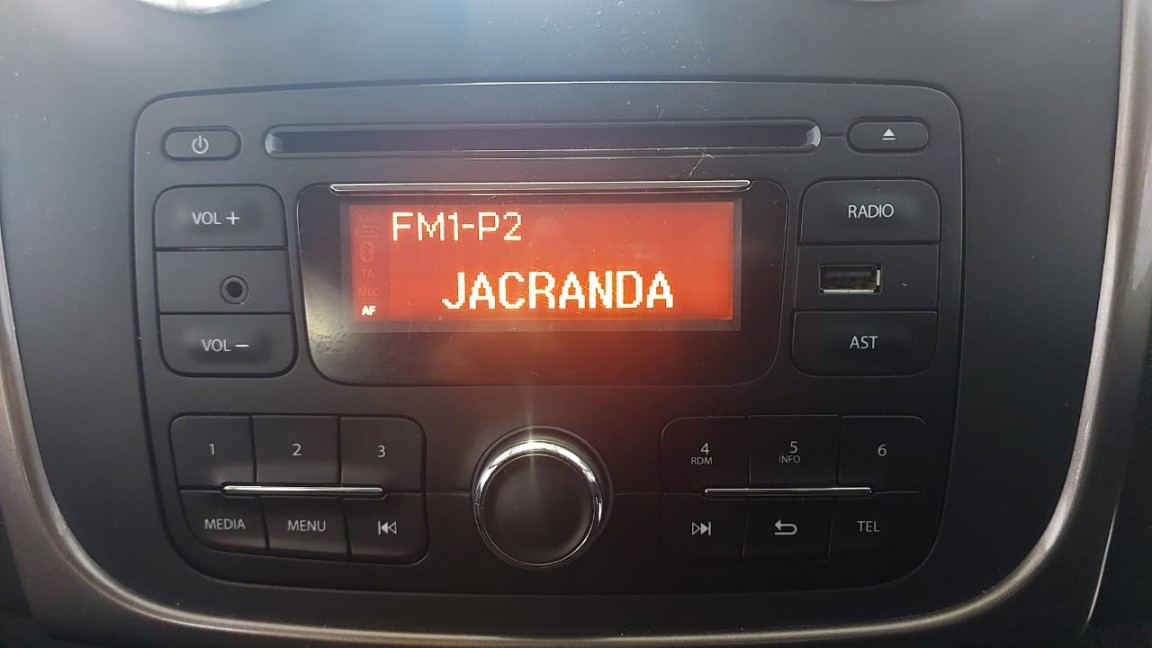 VOL +
RADIO
FM1-P2
JACRANDA
TA
MIX
AF
VOL −
AST
1 2 3
4 5 6
RDM INFO
MEDIA MENU
TEL